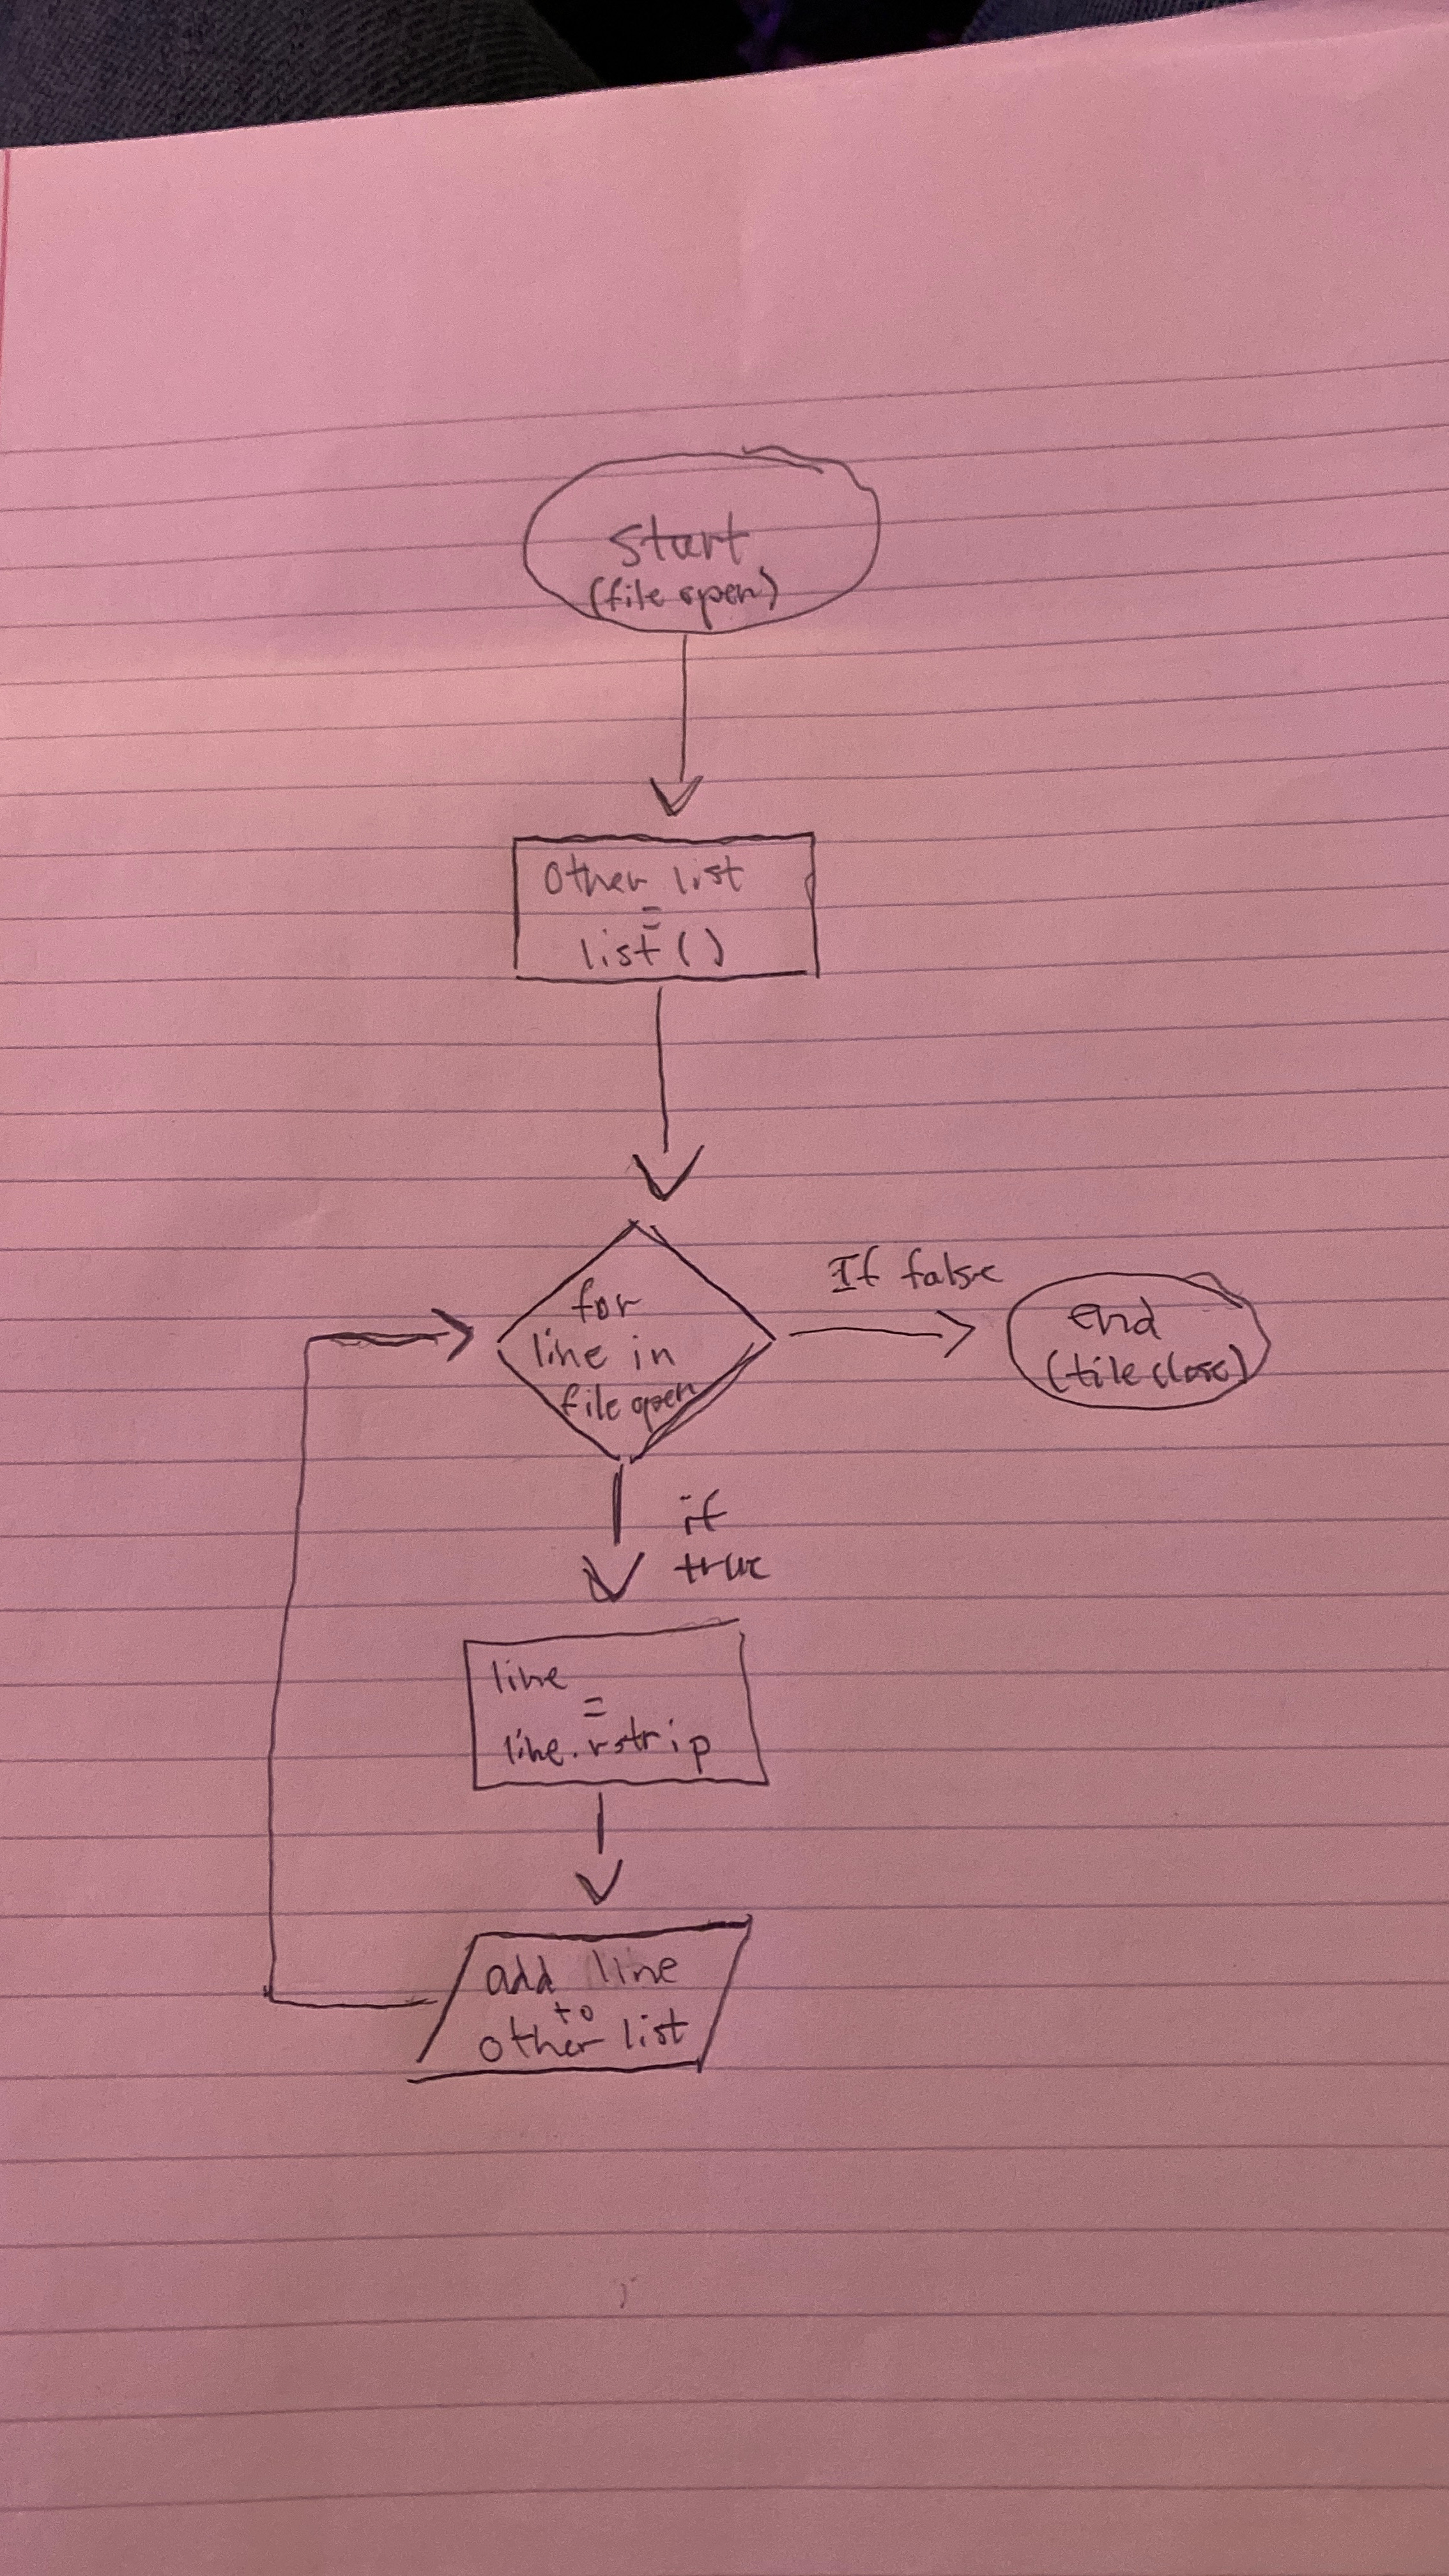 Start
(file open)
Other list
=
list ()
for
line in
file open
If false
end
(file close)
if
true
line
=
line.rstrip
add line
to
other list